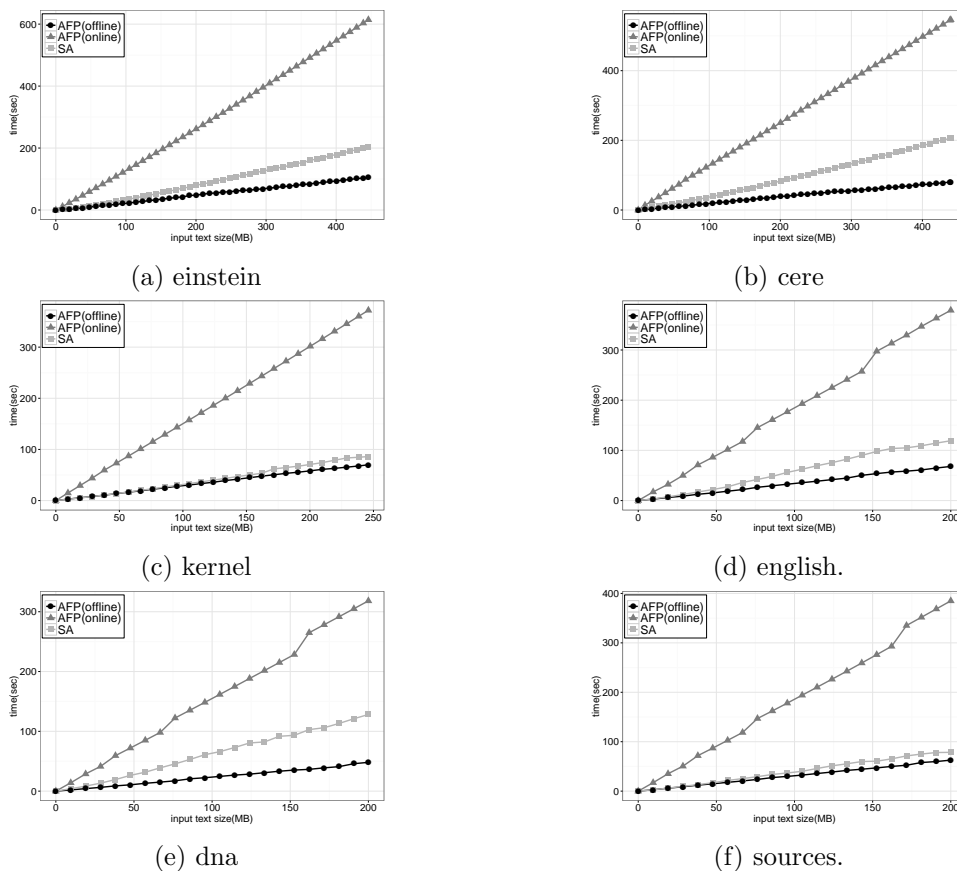 AFP(offline)
AFP(online)
SA
600
400
200
0
time(sec)
0 100 200 300 400
input text size(MB)
(a) einstein
AFP(offline)
AFP(online)
SA
400
200
0
time(sec)
0 100 200 300 400
input text size(MB)
(b) cere
AFP(offline)
AFP(online)
SA
300
200
100
0
time(sec)
0 50 100 150 200 250
input text size(MB)
(c) kernel
AFP(offline)
AFP(online)
SA
300
200
100
0
time(sec)
0 50 100 150 200
input text size(MB)
(d) english.
AFP(offline)
AFP(online)
SA
300
200
100
0
time(sec)
0 50 100 150 200
input text size(MB)
(e) dna
AFP(offline)
AFP(online)
SA
400
300
200
100
0
time(sec)
0 50 100 150 200
input text size(MB)
(f) sources.